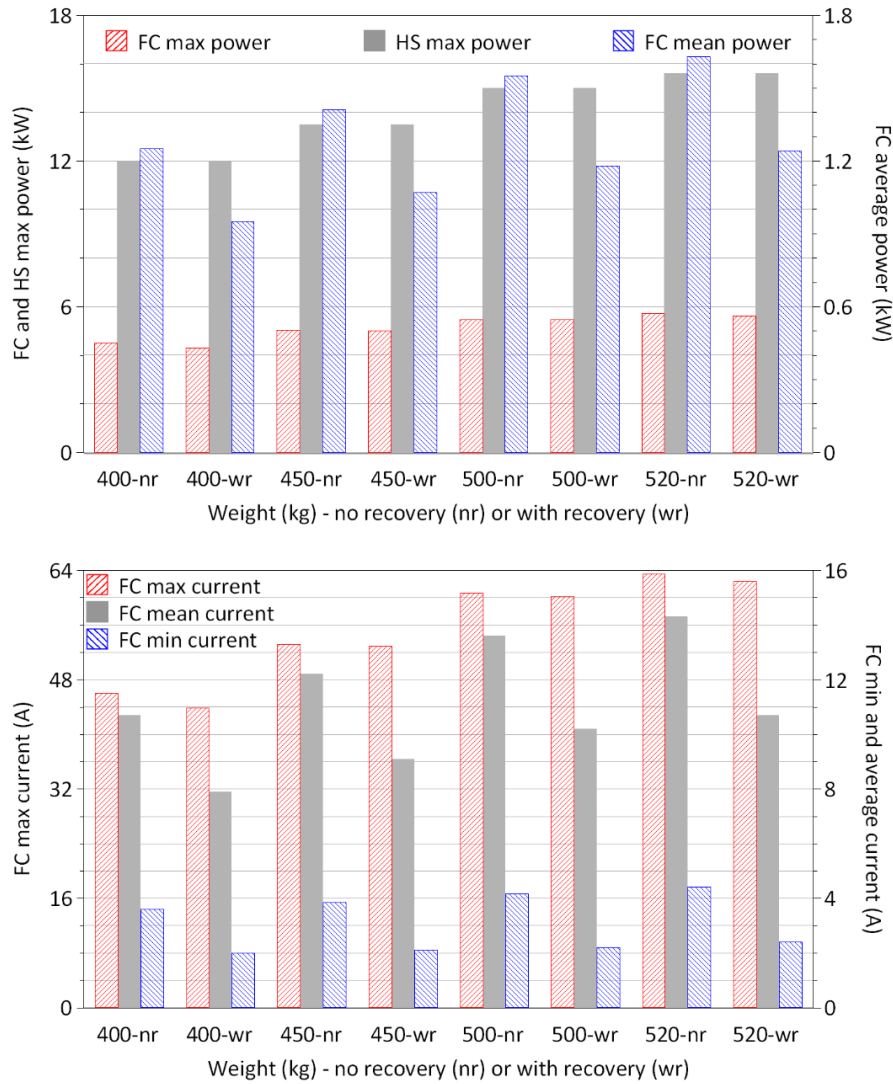 18
1.8
FC max power
HS max power
FC mean power
12
1.2
6
0.6
0
0
FC and HS max power (kW)
FC average power (kW)
400-nr 400-wr 450-nr 450-wr 500-nr 500-wr 520-nr 520-wr
Weight (kg) - no recovery (nr) or with recovery (wr)
64
16
FC max current
FC mean current
FC min current
48
12
32
8
16
4
0
0
FC max current (A)
FC min and average current (A)
400-nr 400-wr 450-nr 450-wr 500-nr 500-wr 520-nr 520-wr
Weight (kg) - no recovery (nr) or with recovery (wr)